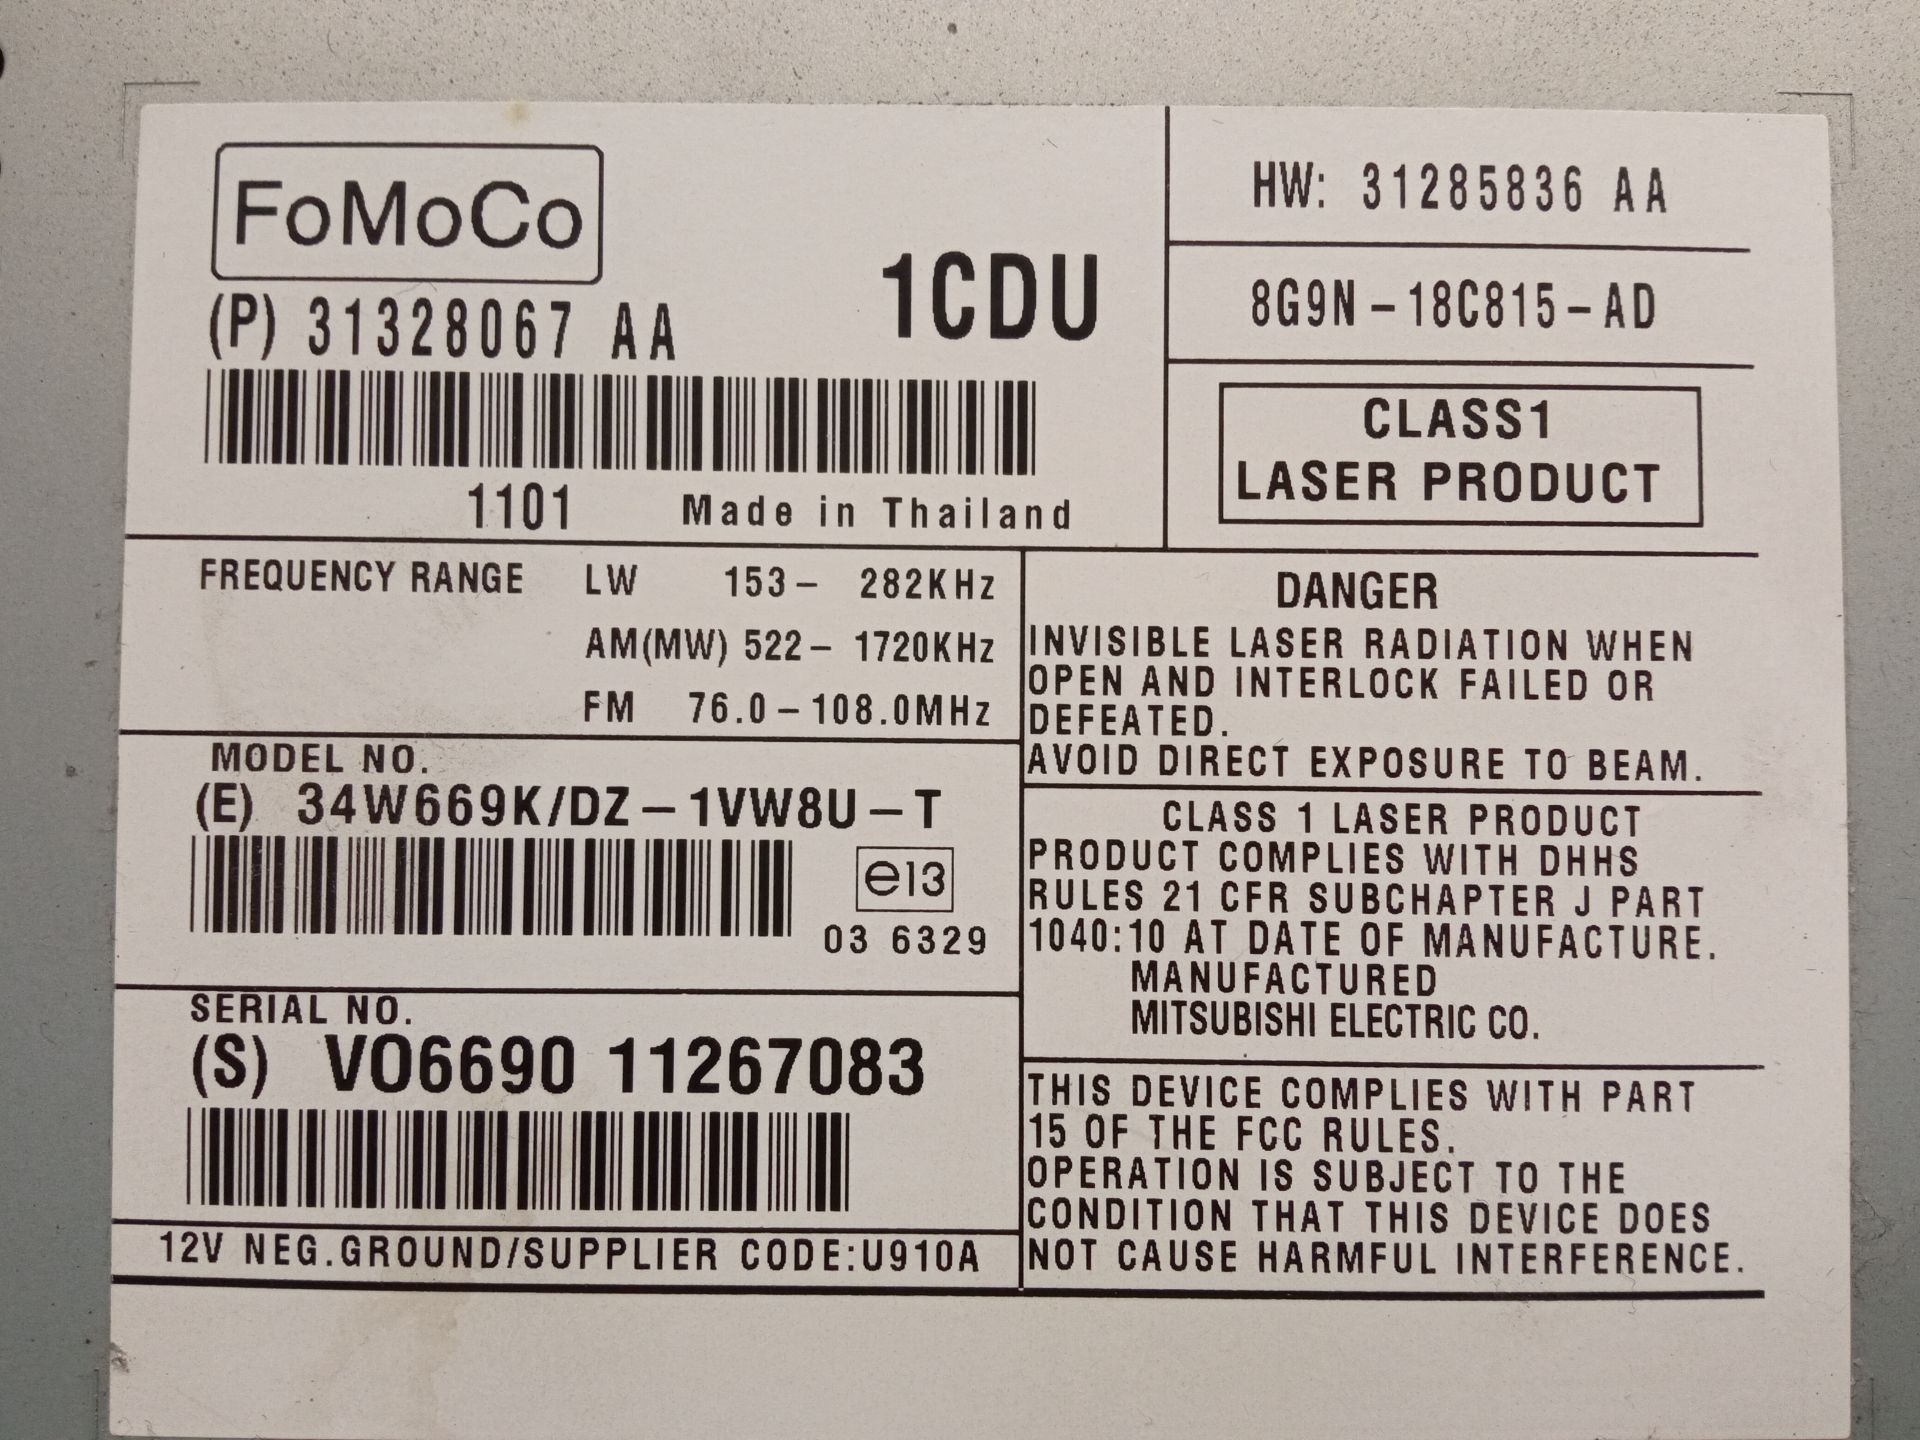 FoMoCo
(P) 31328067 AA
1CDU
1101 Made in Thailand
HW: 31285836 AA
8G9N-18C815-AD
CLASS1
LASER PRODUCT
FREQUENCY RANGE LW 153- 282KHz
AM(MW) 522- 1720KHz
FM 76.0-108.0MHz
MODEL NO.
(E) 34W669K/DZ-1VW8U-T
e13
03 6329
SERIAL NO.
(S) VO6690 11267083
12V NEG.GROUND/SUPPLIER CODE:U910A
DANGER
INVISIBLE LASER RADIATION WHEN
OPEN AND INTERLOCK FAILED OR
DEFEATED.
AVOID DIRECT EXPOSURE TO BEAM.
CLASS 1 LASER PRODUCT
PRODUCT COMPLIES WITH DHHS
RULES 21 CFR SUBCHAPTER J PART
1040:10 AT DATE OF MANUFACTURE.
MANUFACTURED
MITSUBISHI ELECTRIC CO.
THIS DEVICE COMPLIES WITH PART
15 OF THE FCC RULES.
OPERATION IS SUBJECT TO THE
CONDITION THAT THIS DEVICE DOES
NOT CAUSE HARMFUL INTERFERENCE.